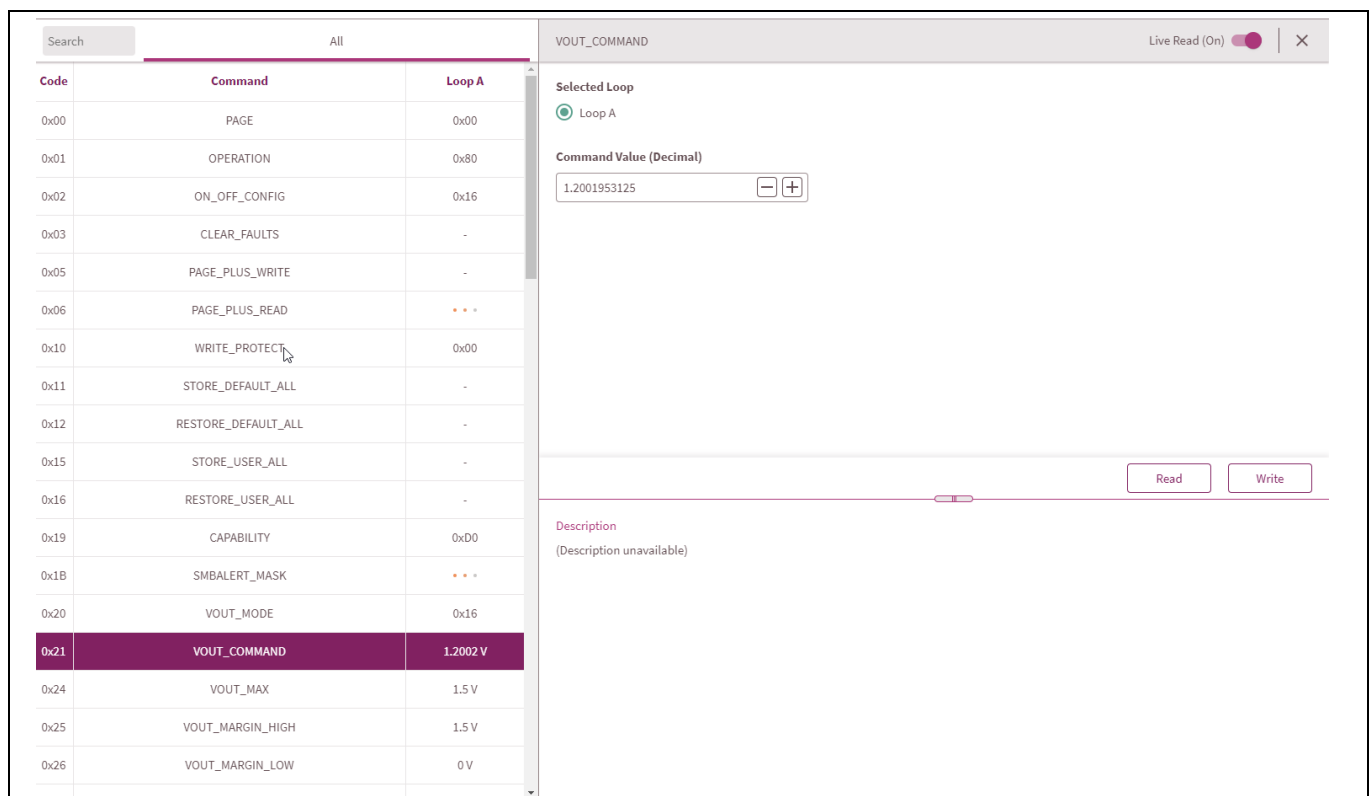 Search All
Code Command Loop A
0x00 PAGE 0x00
0x01 OPERATION 0x80
0x02 ON_OFF_CONFIG 0x16
0x03 CLEAR_FAULTS -
0x05 PAGE_PLUS_WRITE -
0x06 PAGE_PLUS_READ
0x10 WRITE_PROTECT 0x00
0x11 STORE_DEFAULT_ALL -
0x12 RESTORE_DEFAULT_ALL -
0x15 STORE_USER_ALL -
0x16 RESTORE_USER_ALL -
0x19 CAPABILITY 0xD0
0x1B SMBALERT_MASK
0x20 VOUT_MODE 0x16
0x21 VOUT_COMMAND 1.2002 V
0x24 VOUT_MAX 1.5 V
0x25 VOUT_MARGIN_HIGH 1.5 V
0x26 VOUT_MARGIN_LOW 0 V
VOUT_COMMAND Live Read (On)
Selected Loop
Loop A
Command Value (Decimal)
1.2001953125
Read Write
Description
(Description unavailable)